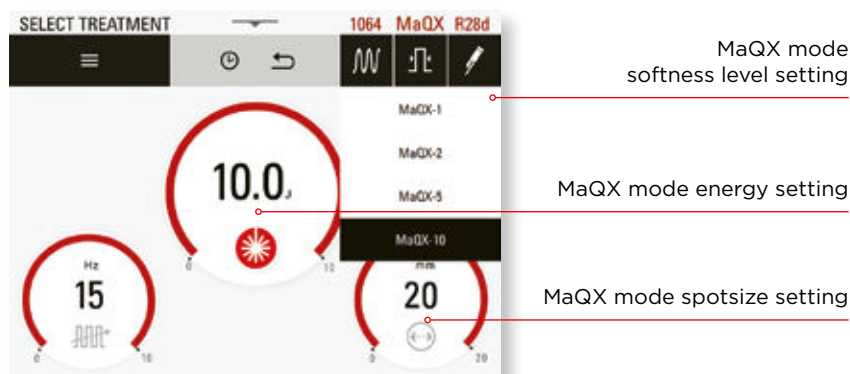 SELECT TREATMENT
1064 MaQX R28d
MaQX mode
softness level setting
MaQX-1
MaQX-2
MaQX-5
MaQX-10
10.0 J
MaQX mode energy setting
0 10
Hz
15
0 10
mm
20
0 20
MaQX mode spotsize setting